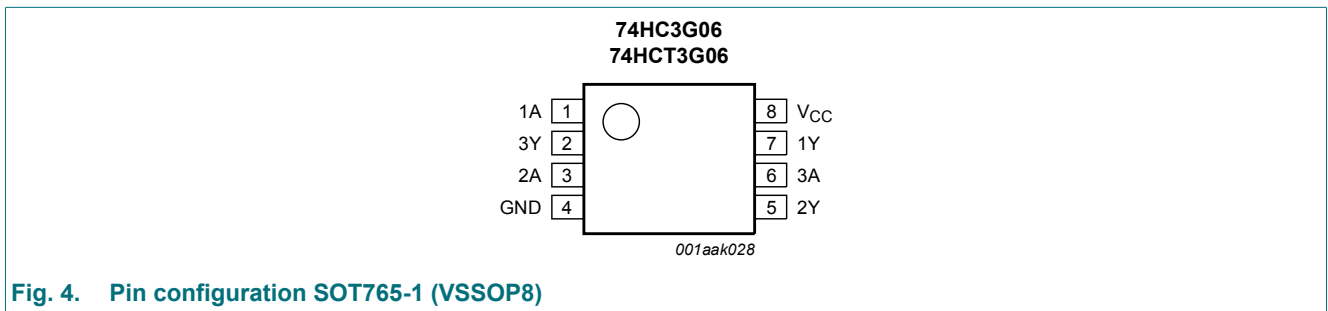 74HC3G06
74HCT3G06
1A 1 8 VCC
3Y 2 7 1Y
2A 3 6 3A
GND 4 5 2Y
001aak028
Fig. 4. Pin configuration SOT765-1 (VSSOP8)